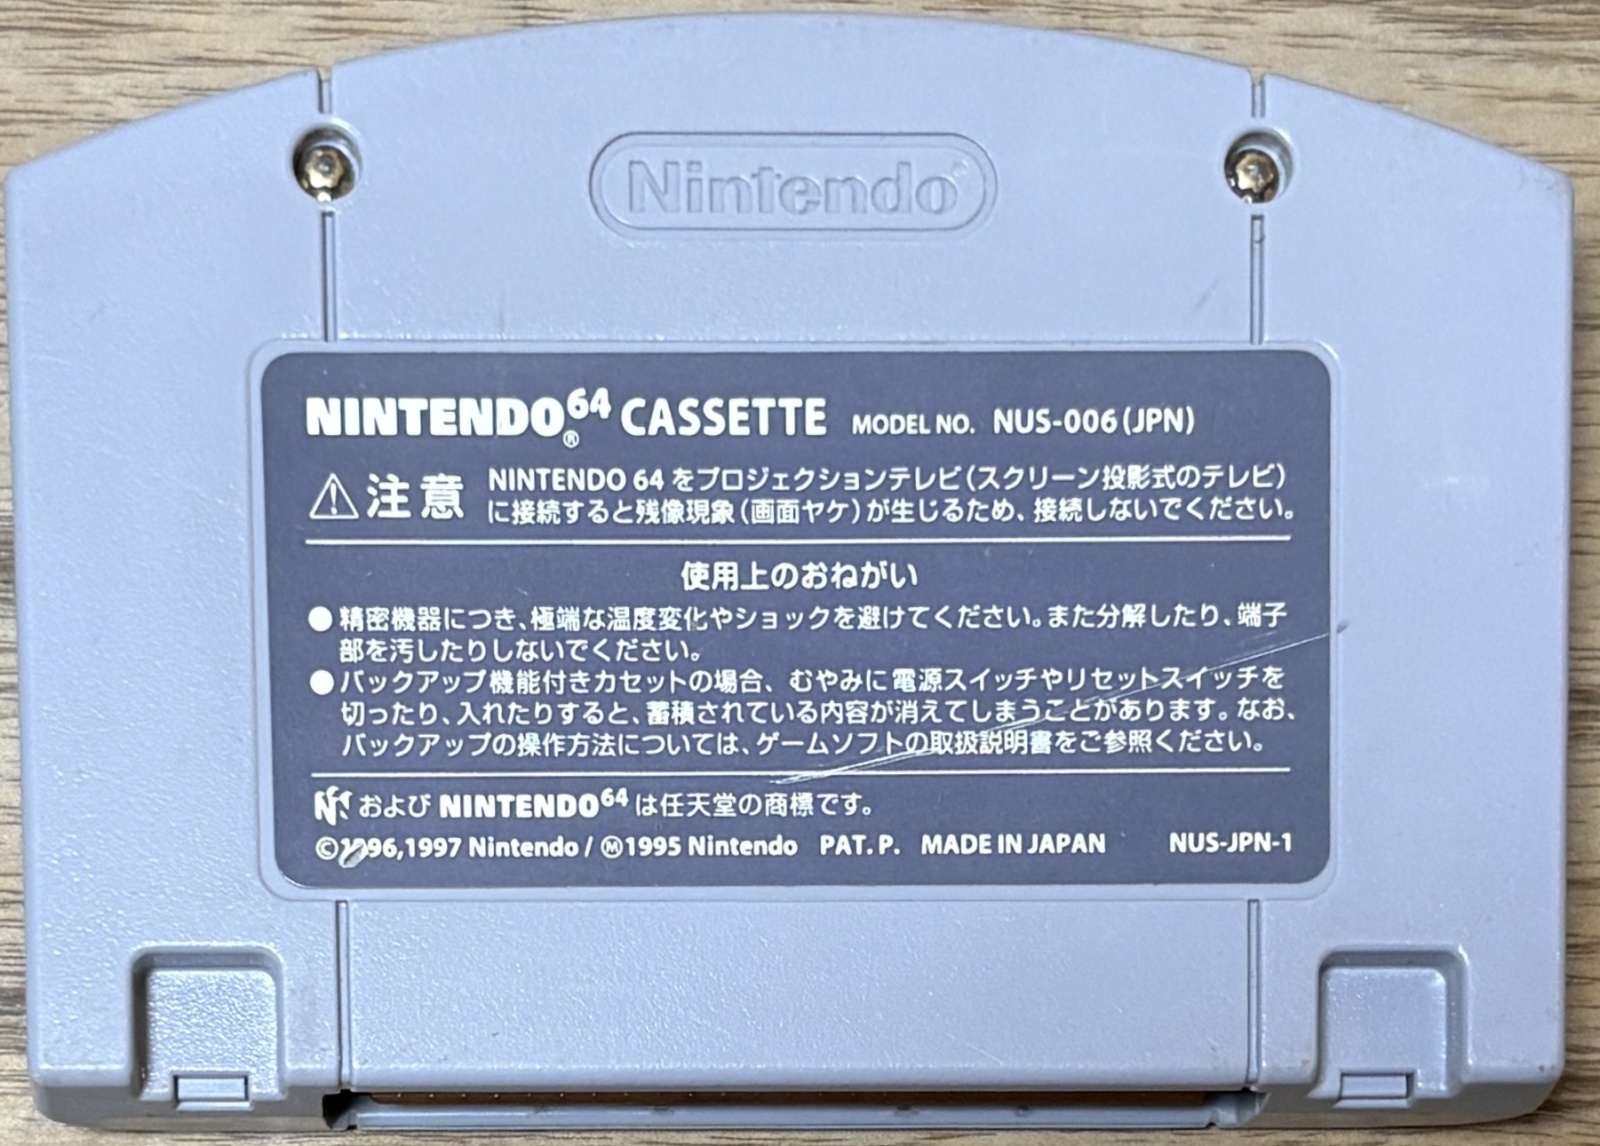 Nintendo®
NINTENDO64® CASSETTE MODEL NO. NUS-006(JPN)
⚠注意 NINTENDO 64 をプロジェクションテレビ(スクリーン投影式のテレビ)
に接続すると残像現象(画面ヤケ)が生じるため、接続しないでください。
使用上のおねがい
●精密機器につき、極端な温度変化やショックを避けてください。また分解したり、端子
部を汚したりしないでください。
●バックアップ機能付きカセットの場合、むやみに電源スイッチやリセットスイッチを
切ったり、入れたりすると、蓄積されている内容が消えてしまうことがあります。なお、
バックアップの操作方法については、ゲームソフトの取扱説明書をご参照ください。
および NINTENDO64 は任天堂の商標です。
©1996,1997 Nintendo / Ⓜ1995 Nintendo PAT. P. MADE IN JAPAN NUS-JPN-1